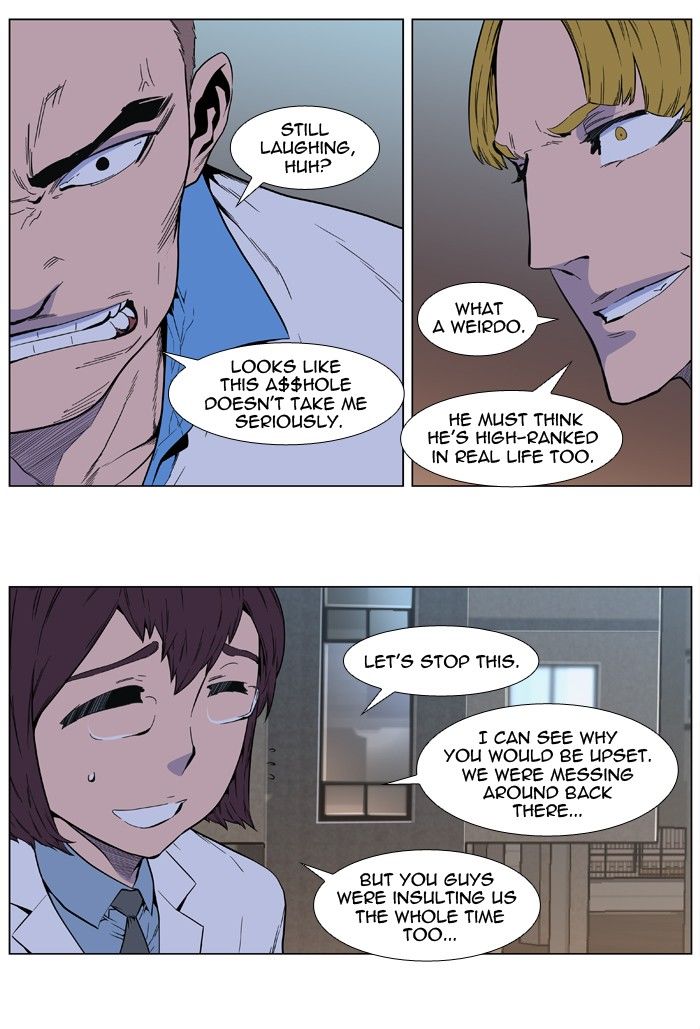 STILL
LAUGHING,
HUH?
LOOKS LIKE
THIS A$$HOLE
DOESN'T TAKE ME
SERIOUSLY.
WHAT
A WEIRDO.
HE MUST THINK
HE'S HIGH-RANKED
IN REAL LIFE TOO.
LET'S STOP THIS.
I CAN SEE WHY
YOU WOULD BE UPSET.
WE WERE MESSING
AROUND BACK
THERE...
BUT YOU GUYS
WERE INSULTING US
THE WHOLE TIME
TOO...